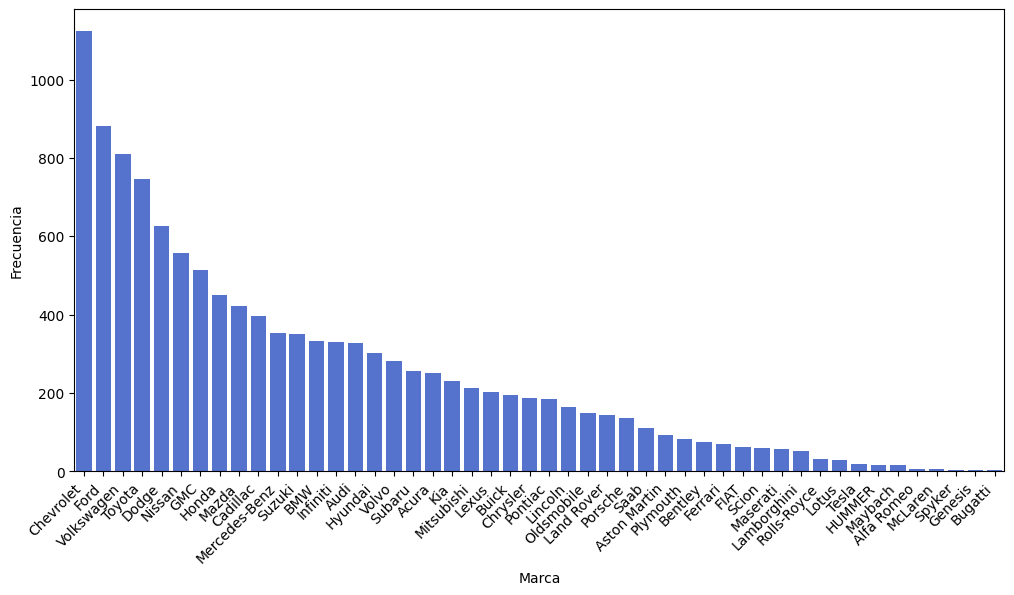 1000
800
600
400
200
0
Frecuencia
Chevrolet
Ford
Volkswagen
Toyota
Dodge
Nissan
GMC
Honda
Mazda
Cadillac
Mercedes-Benz
Suzuki
BMW
Infiniti
Audi
Hyundai
Volvo
Subaru
Acura
Kia
Mitsubishi
Lexus
Buick
Chrysler
Pontiac
Lincoln
Oldsmobile
Land Rover
Porsche
Saab
Aston Martin
Plymouth
Bentley
Ferrari
FIAT
Scion
Maserati
Lamborghini
Rolls-Royce
Lotus
Tesla
HUMMER
Maybach
Alfa Romeo
McLaren
Spyker
Genesis
Bugatti
Marca